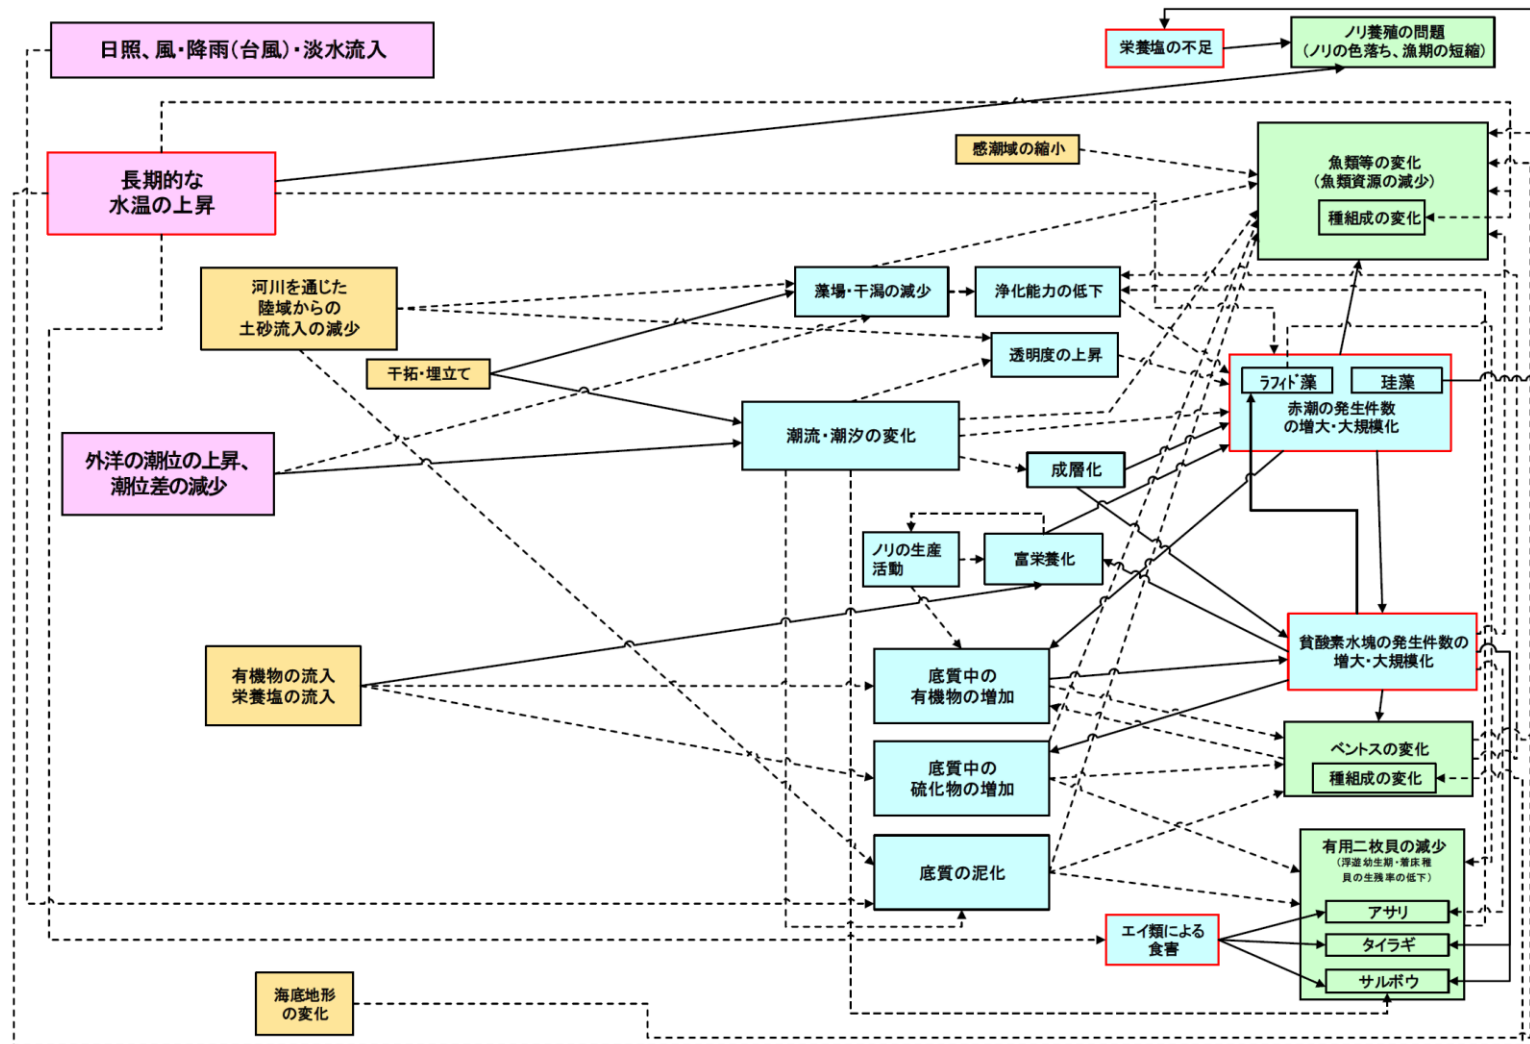 日照、風・降雨(台風)・淡水流入
栄養塩の不足
ノリ養殖の問題
(ノリの色落ち、漁期の短縮)
感潮域の縮小
魚類等の変化
(魚類資源の減少)
種組成の変化
長期的な
水温の上昇
河川を通じた
陸域からの
土砂流入の減少
藻場・干潟の減少
浄化能力の低下
透明度の上昇
干拓・埋立て
ラフィド藻
珪藻
赤潮の発生件数
の増大・大規模化
潮流・潮汐の変化
外洋の潮位の上昇、
潮位差の減少
成層化
ノリの生産
活動
富栄養化
貧酸素水塊の発生件数の
増大・大規模化
有機物の流入
栄養塩の流入
底質中の
有機物の増加
底質中の
硫化物の増加
ベントスの変化
種組成の変化
底質の泥化
有用二枚貝の減少
(浮遊幼生期・着床稚
貝の生残率の低下)
アサリ
タイラギ
サルボウ
エイ類による
食害
海底地形
の変化